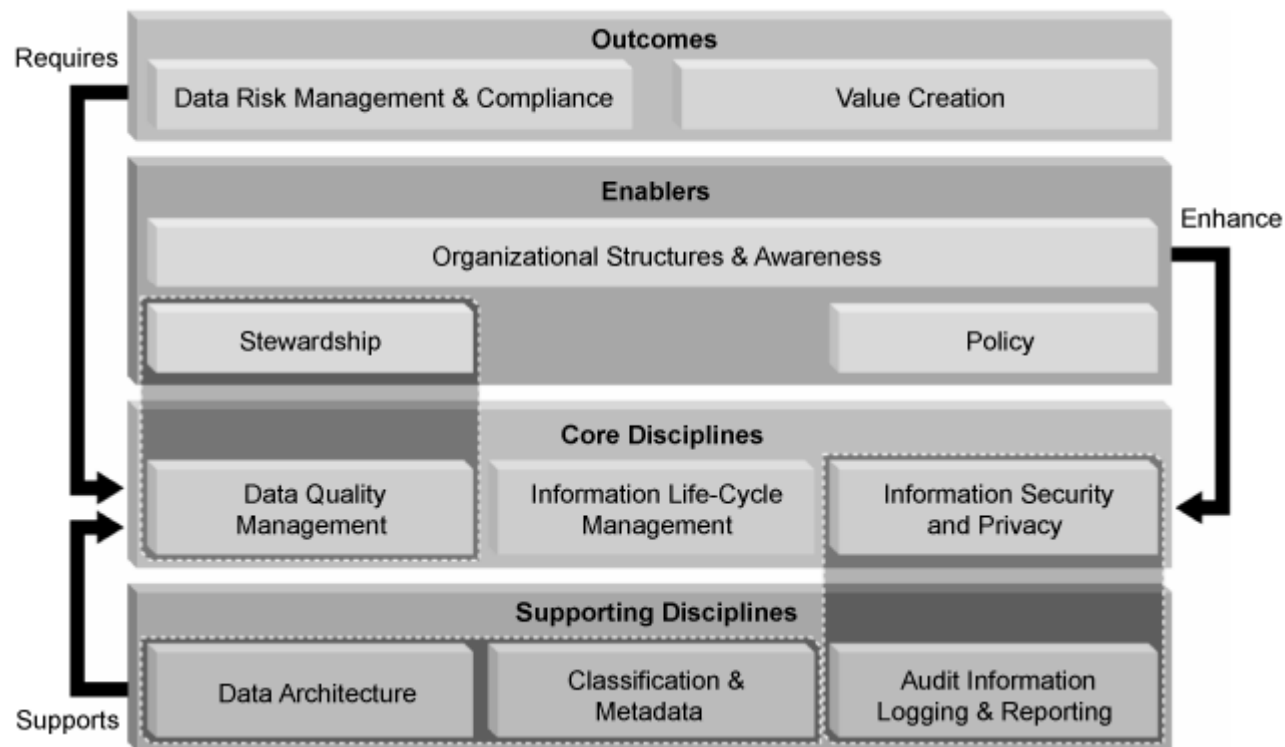 Outcomes
Requires
Data Risk Management & Compliance
Value Creation
Enablers
Enhance
Organizational Structures & Awareness
Stewardship
Policy
Core Disciplines
Data Quality
Management
Information Life-Cycle
Management
Information Security
and Privacy
Supporting Disciplines
Data Architecture
Classification &
Metadata
Audit Information
Logging & Reporting
Supports